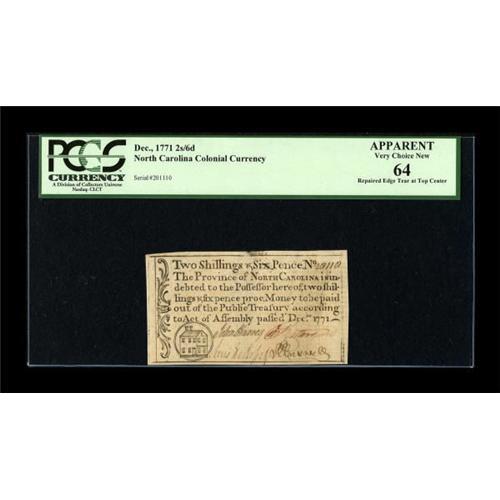 PCGS
CURRENCY
A Division of Collectors Universe
Nasdaq: CLCT
Dec., 1771 2s/6d
North Carolina Colonial Currency
Serial#201110
APPARENT
Very Choice New
64
Repaired Edge Tear at Top Center
Two Shillings & Six Pence No
The Province of NORTH CAROLINA is in-
debted to the Possessor hereof, two shil-
lings & six pence proc. Money to be paid
out of the Public Treasury according
to Act of Assembly passed Decr. 1771